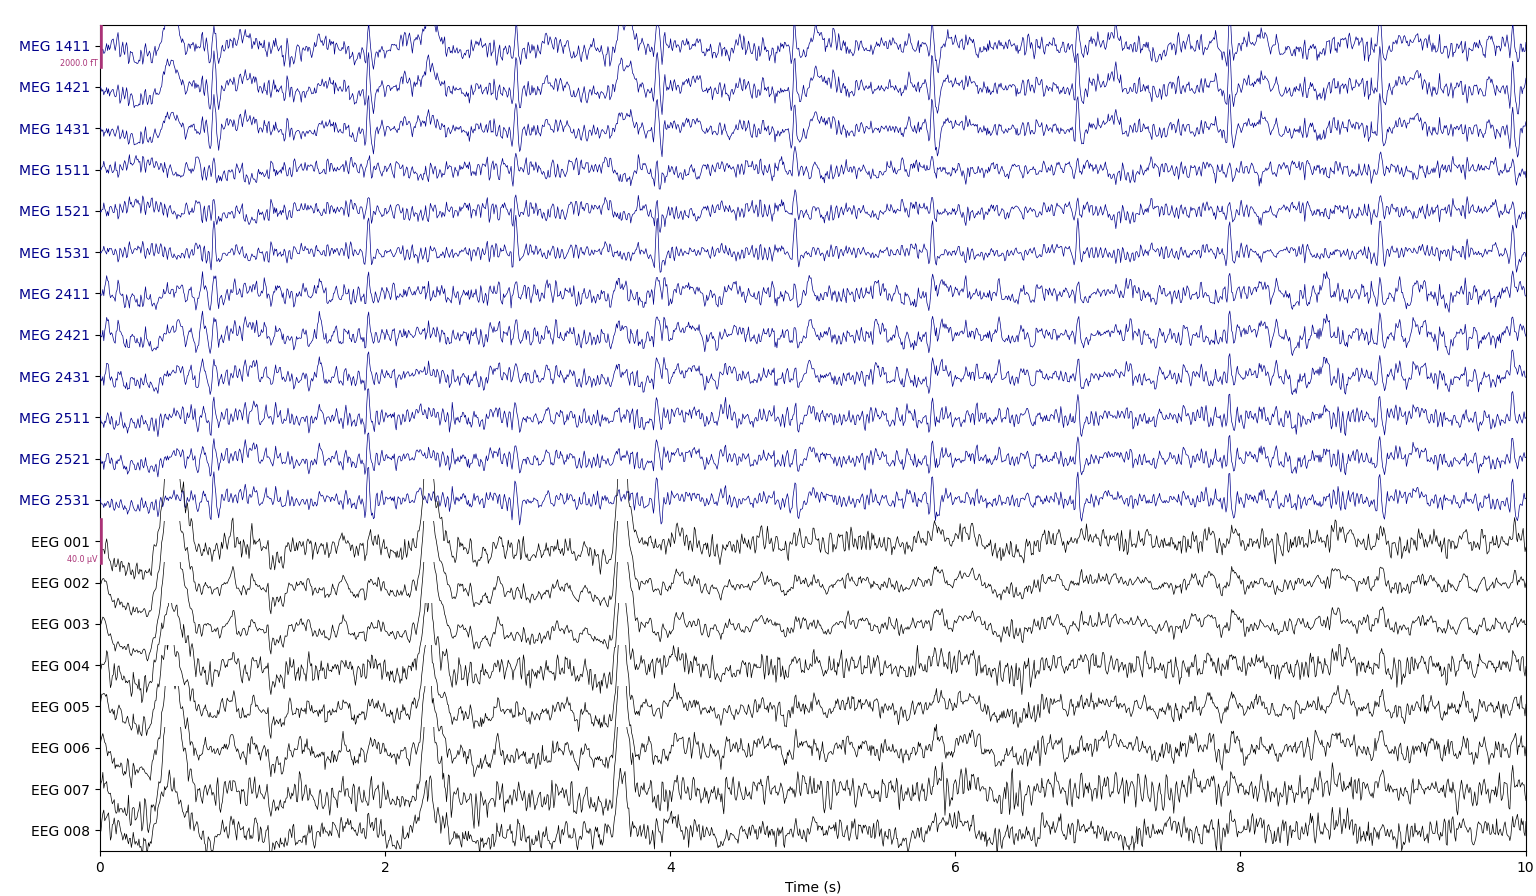 MEG 1411
2000.0 fT
MEG 1421
MEG 1431
MEG 1511
MEG 1521
MEG 1531
MEG 2411
MEG 2421
MEG 2431
MEG 2511
MEG 2521
MEG 2531
EEG 001
40.0 µV
EEG 002
EEG 003
EEG 004
EEG 005
EEG 006
EEG 007
EEG 008
0 2 4 6 8 10
Time (s)